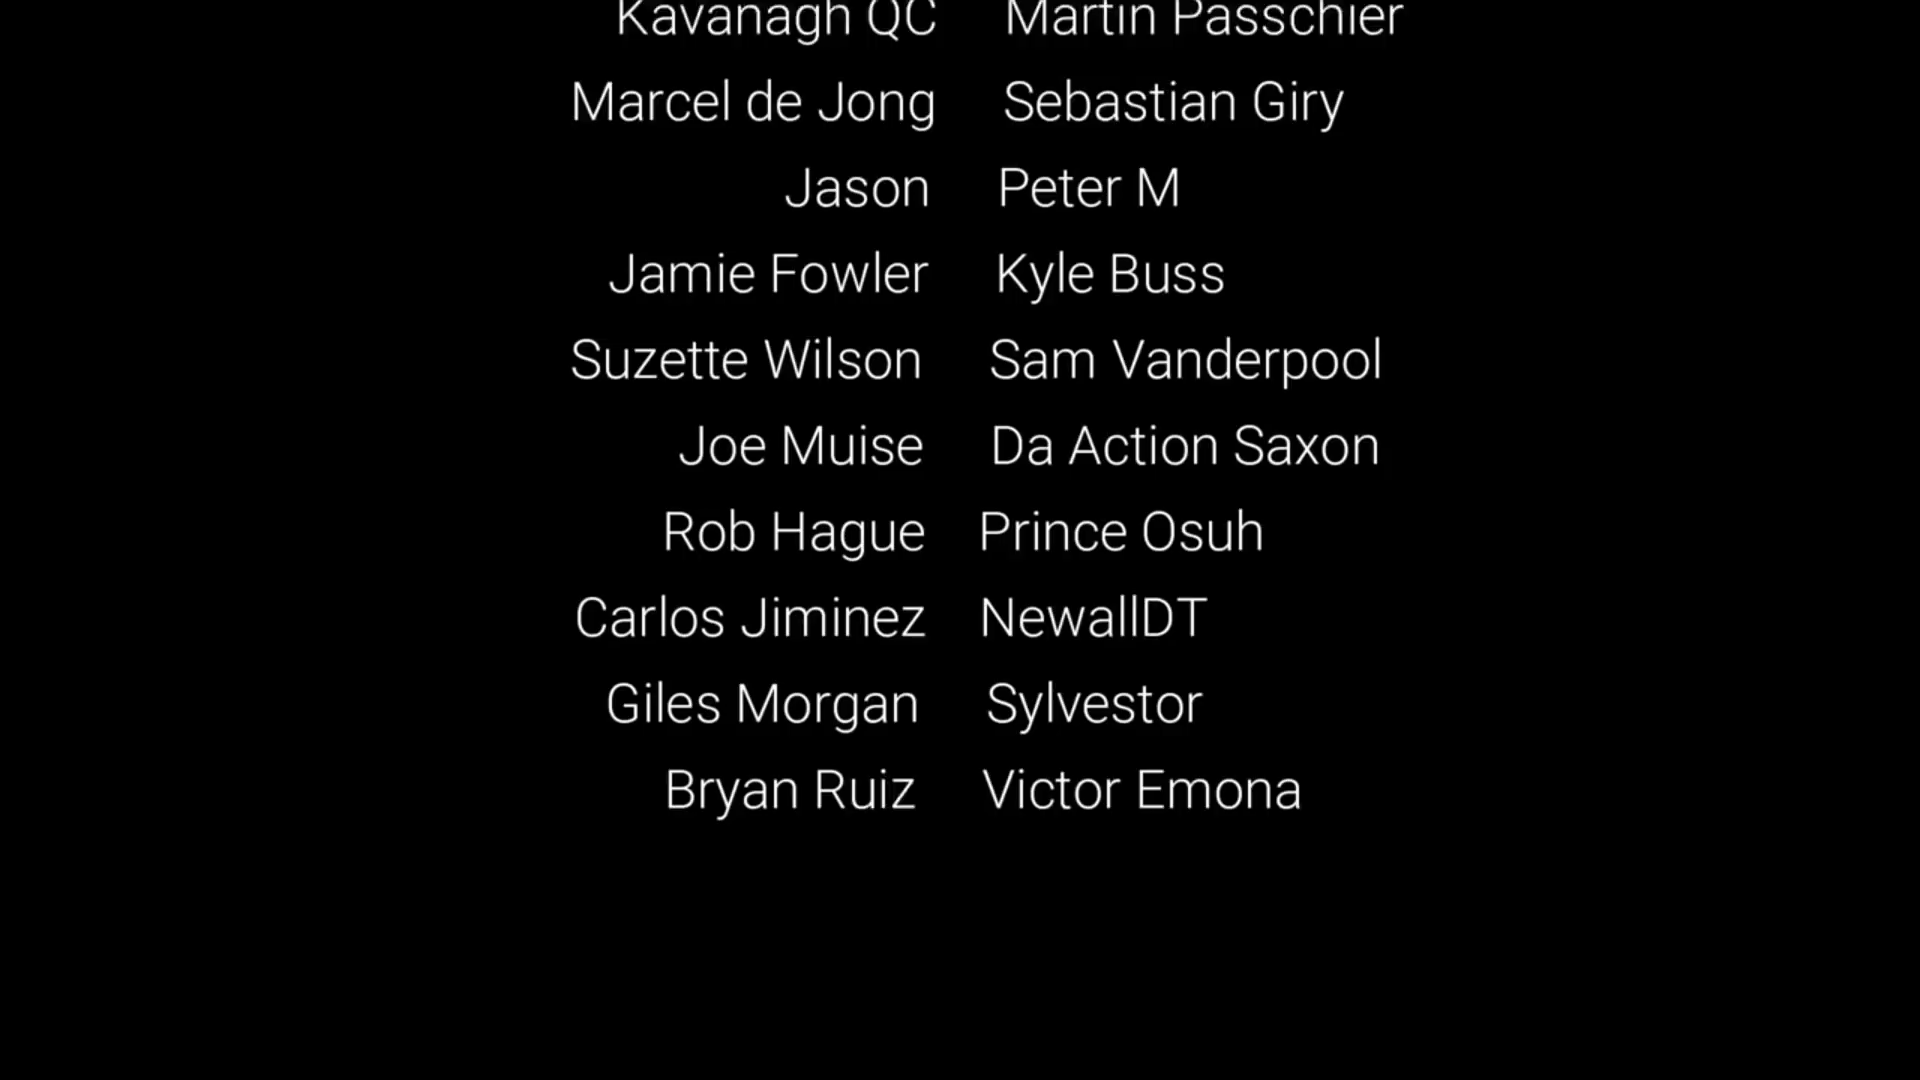 Kavanagh QC Martin Passchier
Marcel de Jong Sebastian Giry
Jason Peter M
Jamie Fowler Kyle Buss
Suzette Wilson Sam Vanderpool
Joe Muise Da Action Saxon
Rob Hague Prince Osuh
Carlos Jiminez NewallDT
Giles Morgan Sylvestor
Bryan Ruiz Victor Emona